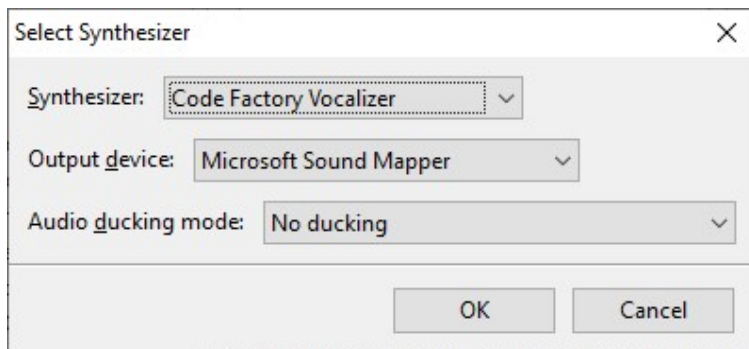 Select Synthesizer
Synthesizer: Code Factory Vocalizer
Output device: Microsoft Sound Mapper
Audio ducking mode: No ducking
OK Cancel